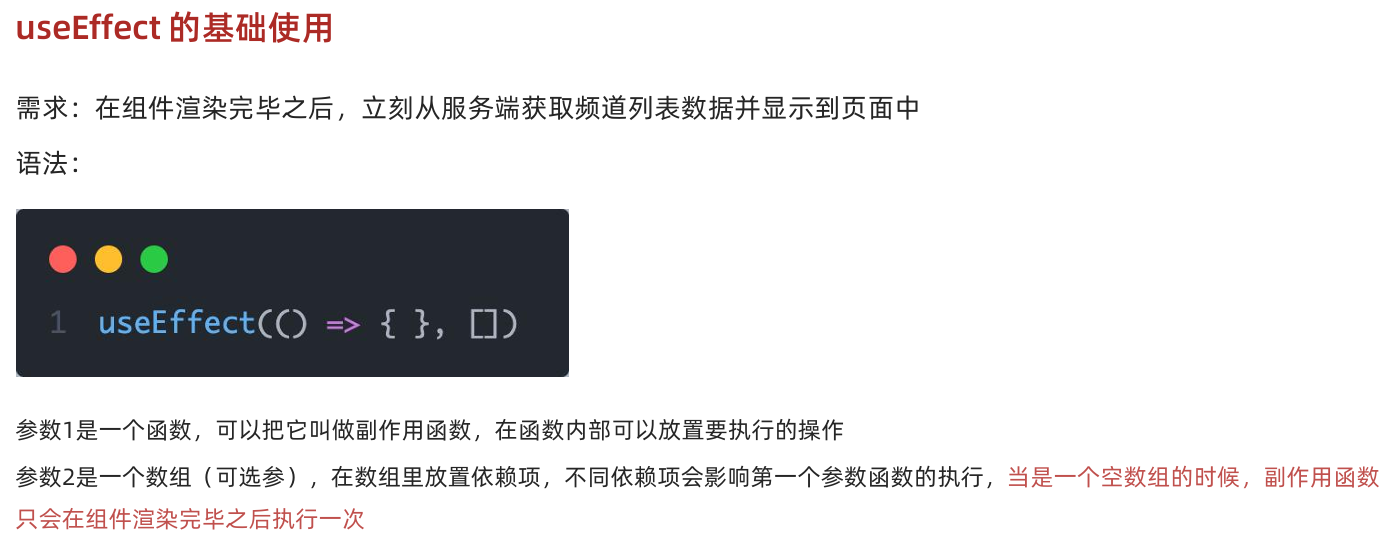 useEffect 的基础使用
需求：在组件渲染完毕之后，立刻从服务端获取频道列表数据并显示到页面中
语法：
1 useEffect(() => { }, [])
参数1是一个函数，可以把它叫做副作用函数，在函数内部可以放置要执行的操作
参数2是一个数组（可选参），在数组里放置依赖项，不同依赖项会影响第一个参数函数的执行，当是一个空数组的时候，副作用函数
只会在组件渲染完毕之后执行一次